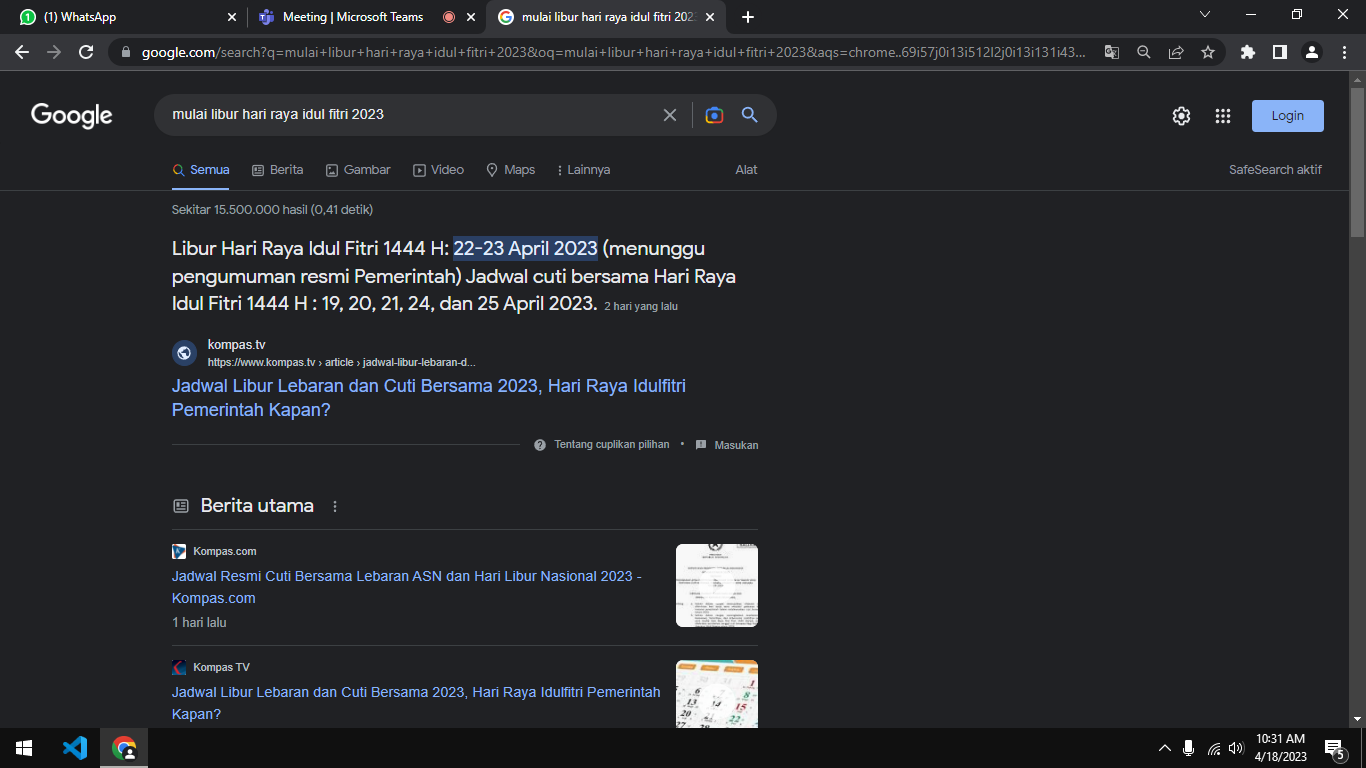 (1) WhatsApp
Meeting | Microsoft Teams
mulai libur hari raya idul fitri 202
google.com/search?q=mulai+libur+hari+raya+idul+fitri+2023&oq=mulai+libur+hari+raya+idul+fitri+2023&aqs=chrome..69i57j0i13i512l2j0i13i131i43...
Google
mulai libur hari raya idul fitri 2023
Login
Semua Berita Gambar Video Maps Lainnya Alat SafeSearch aktif
Sekitar 15.500.000 hasil (0,41 detik)
Libur Hari Raya Idul Fitri 1444 H: 22-23 April 2023 (menunggu
pengumuman resmi Pemerintah) Jadwal cuti bersama Hari Raya
Idul Fitri 1444 H : 19, 20, 21, 24, dan 25 April 2023. 2 hari yang lalu
kompas.tv
https://www.kompas.tv › article › jadwal-libur-lebaran-d...
Jadwal Libur Lebaran dan Cuti Bersama 2023, Hari Raya Idulfitri
Pemerintah Kapan?
Tentang cuplikan pilihan • Masukan
Berita utama
Kompas.com
Jadwal Resmi Cuti Bersama Lebaran ASN dan Hari Libur Nasional 2023 -
Kompas.com
1 hari lalu
Kompas TV
Jadwal Libur Lebaran dan Cuti Bersama 2023, Hari Raya Idulfitri Pemerintah
Kapan?
10:31 AM
4/18/2023
5